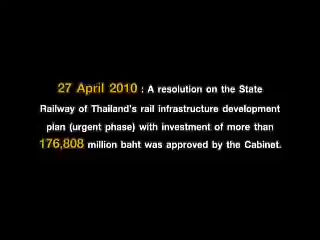 27 April 2010 : A resolution on the State
Railway of Thailand's rail infrastructure development
plan (urgent phase) with investment of more than
176,808 million baht was approved by the Cabinet.